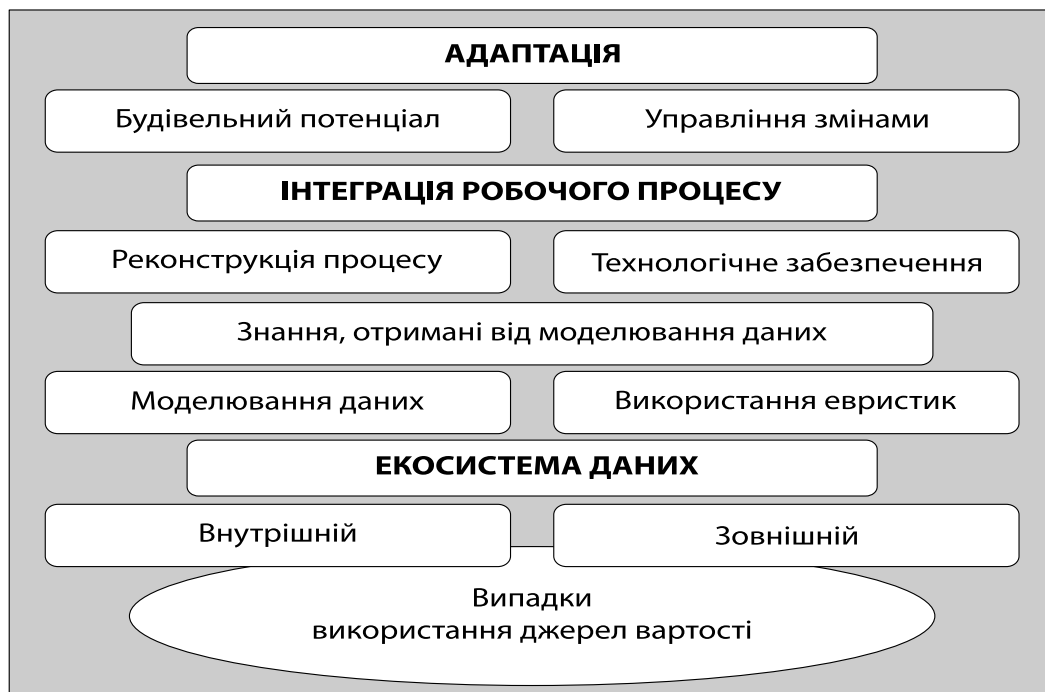 АДАПТАЦІЯ
Будівельний потенціал
Управління змінами
ІНТЕГРАЦІЯ РОБОЧОГО ПРОЦЕСУ
Реконструкція процесу
Технологічне забезпечення
Знання, отримані від моделювання даних
Моделювання даних
Використання евристик
ЕКОСИСТЕМА ДАНИХ
Внутрішній
Зовнішній
Випадки
використання джерел вартості